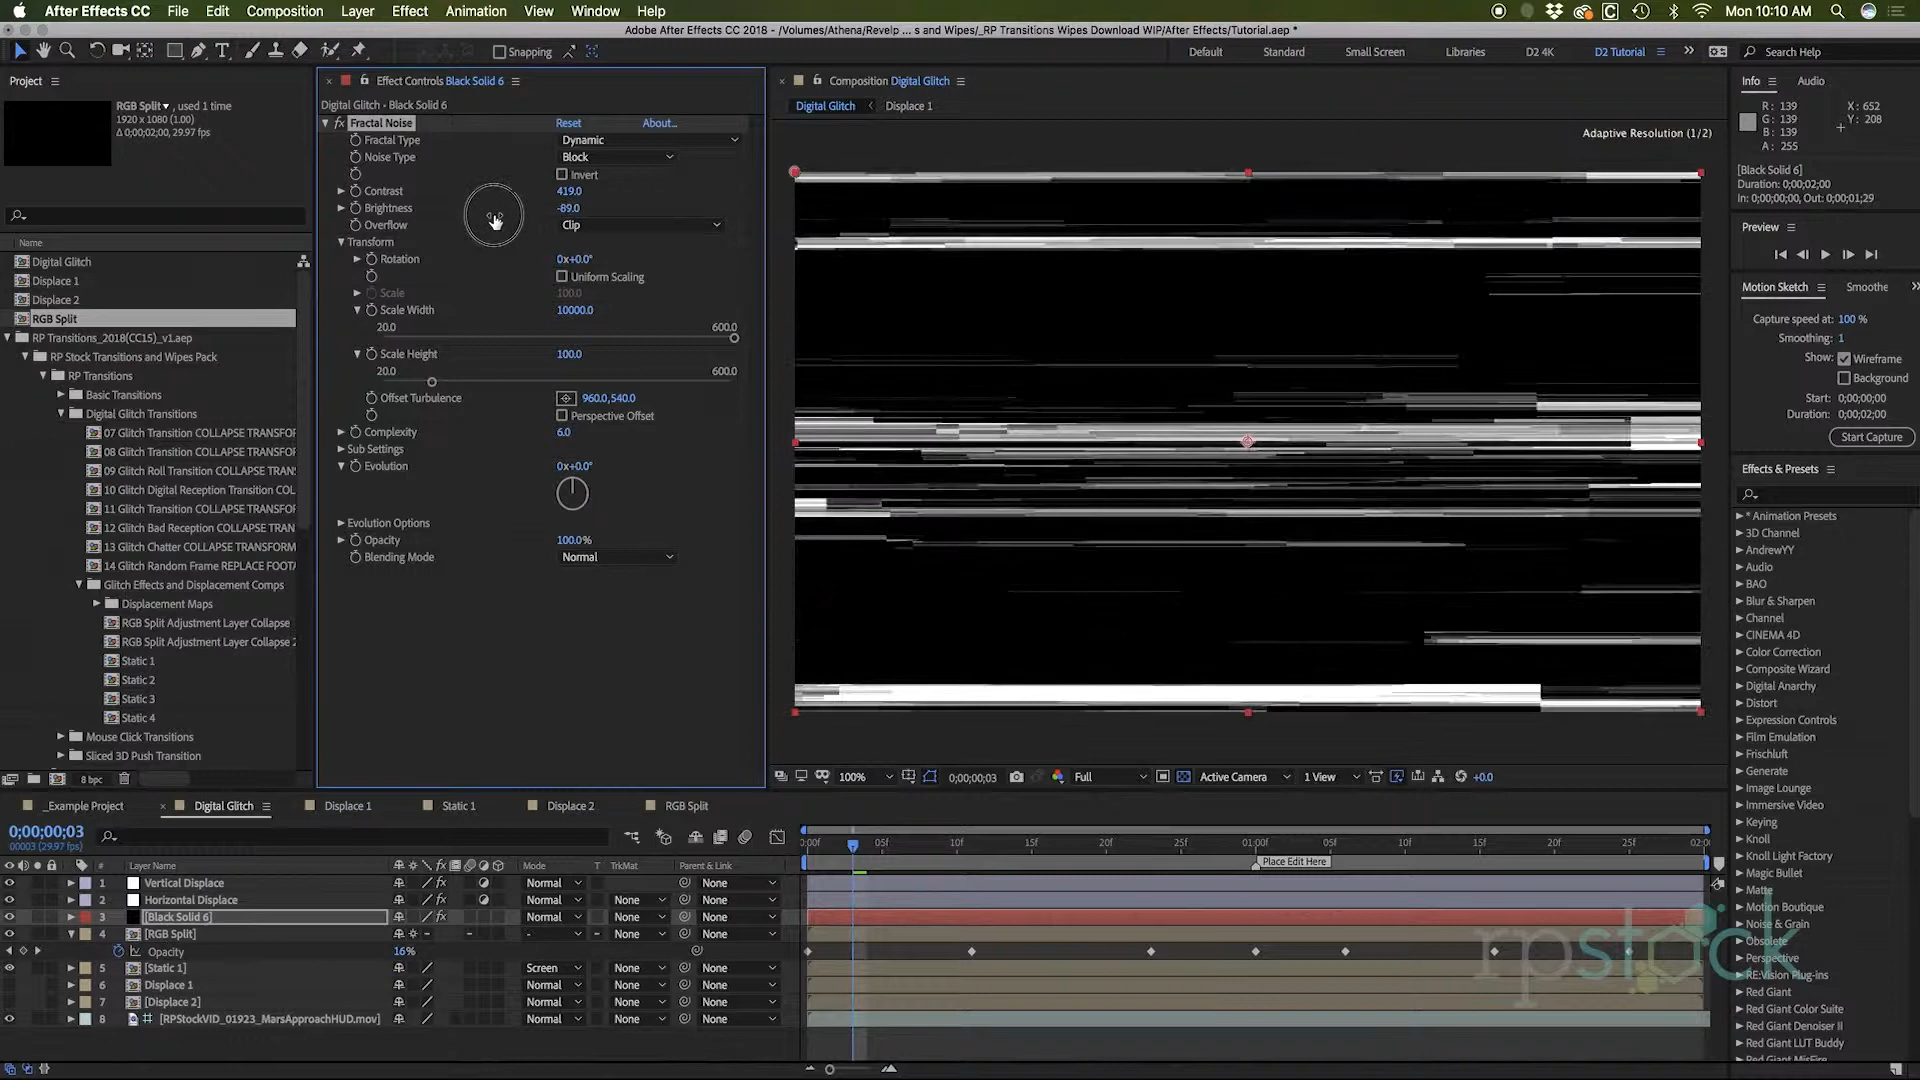 After Effects CC File Edit Composition Layer Effect Animation View Window Help Mon 10:10 AM
Adobe After Effects CC 2018 - /Volumes/Athena/Revelp ... s and Wipes/_RP Transitions Wipes Download WIP/After Effects/Tutorial.aep *
Snapping Default Standard Small Screen Libraries D2 4K D2 Tutorial Search Help
Project
RGB Split , used 1 time
1920 x 1080 (1.00)
Δ 0;00;02;00, 29.97 fps
Name
Digital Glitch
Displace 1
Displace 2
RGB Split
RP Transitions_2018(CC15)_v1.aep
RP Stock Transitions and Wipes Pack
RP Transitions
Basic Transitions
Digital Glitch Transitions
07 Glitch Transition COLLAPSE TRANSFO
08 Glitch Transition COLLAPSE TRANSFO
09 Glitch Roll Transition COLLAPSE TRAN
10 Glitch Digital Reception Transition COL
11 Glitch Transition COLLAPSE TRANSFO
12 Glitch Bad Reception COLLAPSE TRAN
13 Glitch Chatter COLLAPSE TRANSFORM
14 Glitch Random Frame REPLACE FOOTA
Glitch Effects and Displacement Comps
Displacement Maps
RGB Split Adjustment Layer Collapse
RGB Split Adjustment Layer Collapse 2
Static 1
Static 2
Static 3
Static 4
Mouse Click Transitions
Sliced 3D Push Transition
8 bpc
Effect Controls Black Solid 6
Digital Glitch • Black Solid 6
fx Fractal Noise Reset About...
Fractal Type Dynamic
Noise Type Block
Invert
Contrast 419.0
Brightness -89.0
Overflow Clip
Transform
Rotation 0x+0.0°
Uniform Scaling
Scale 100.0
Scale Width 10000.0
20.0 600.0
Scale Height 100.0
20.0 600.0
Offset Turbulence 960.0,540.0
Perspective Offset
Complexity 6.0
Sub Settings
Evolution 0x+0.0°
Evolution Options
Opacity 100.0%
Blending Mode Normal
Composition Digital Glitch
Digital Glitch Displace 1
Adaptive Resolution (1/2)
100% 0;00;00;03 Full Active Camera 1 View +0.0
Info Audio
R: 139 X: 652
G: 139 Y: 208
B: 139
A: 255
[Black Solid 6]
Duration: 0;00;02;00
In: 0;00;00;00, Out: 0;00;01;29
Preview
Motion Sketch Smoothe
Capture speed at: 100 %
Smoothing: 1
Show: Wireframe
Background
Start: 0;00;00;00
Duration: 0;00;02;00
Start Capture
Effects & Presets
* Animation Presets
3D Channel
AndrewYY
Audio
BAO
Blur & Sharpen
Channel
CINEMA 4D
Color Correction
Composite Wizard
Digital Anarchy
Distort
Expression Controls
Film Emulation
Frischluft
Generate
Image Lounge
Immersive Video
Keying
Knoll
Knoll Light Factory
Magic Bullet
Matte
Motion Boutique
Noise & Grain
Obsolete
Perspective
RE:Vision Plug-ins
Red Giant
Red Giant Color Suite
Red Giant Denoiser II
Red Giant LUT Buddy
Red Giant MisFire
_Example Project Digital Glitch Displace 1 Static 1 Displace 2 RGB Split
0;00;00;03
00003 (29.97 fps)
0:00f 05f 10f 15f 20f 25f 01:00f 05f 10f 15f 20f 25f 02:0
Place Edit Here
# Layer Name fx Mode T TrkMat Parent & Link
1 Vertical Displace fx Normal None
2 Horizontal Displace fx Normal None None
3 [Black Solid 6] fx Normal None None
4 [RGB Split] - None None
Opacity 16%
5 [Static 1] Screen None None
6 Displace 1 Normal None None
7 [Displace 2] Normal None None
8 [RPStockVID_01923_MarsApproachHUD.mov] Normal None None
rpstock